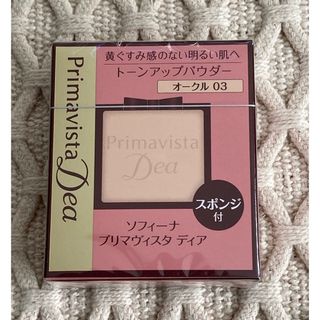 黄ぐすみ感のない明るい肌へ
トーンアップパウダー
オークル 03
Primavista Dea
Primavista
Dea
スポンジ
付
ソフィーナ
プリマヴィスタ ディア